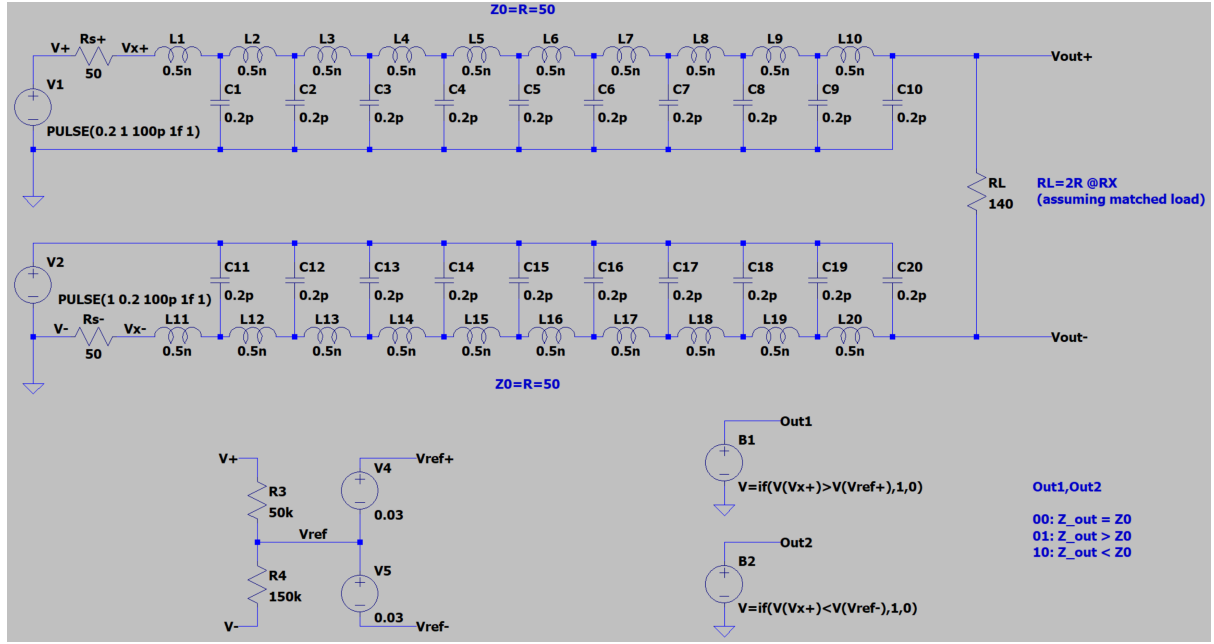 Z0=R=50
V+
Rs+
50
Vx+
L1
0.5n
L2
0.5n
L3
0.5n
L4
0.5n
L5
0.5n
L6
0.5n
L7
0.5n
L8
0.5n
L9
0.5n
L10
0.5n
Vout+
V1
PULSE(0.2 1 100p 1f 1)
C1
0.2p
C2
0.2p
C3
0.2p
C4
0.2p
C5
0.2p
C6
0.2p
C7
0.2p
C8
0.2p
C9
0.2p
C10
0.2p
RL
140
RL=2R @RX
(assuming matched load)
V2
PULSE(1 0.2 100p 1f 1)
C11
0.2p
C12
0.2p
C13
0.2p
C14
0.2p
C15
0.2p
C16
0.2p
C17
0.2p
C18
0.2p
C19
0.2p
C20
0.2p
V-
Rs-
50
Vx-
L11
0.5n
L12
0.5n
L13
0.5n
L14
0.5n
L15
0.5n
L16
0.5n
L17
0.5n
L18
0.5n
L19
0.5n
L20
0.5n
Vout-
Z0=R=50
V+
R3
50k
Vref
R4
150k
V-
V4
0.03
Vref+
V5
0.03
Vref-
Out1
B1
V=if(V(Vx+)>V(Vref+),1,0)
Out2
B2
V=if(V(Vx+)<V(Vref-),1,0)
Out1,Out2
00: Z_out = Z0
01: Z_out > Z0
10: Z_out < Z0